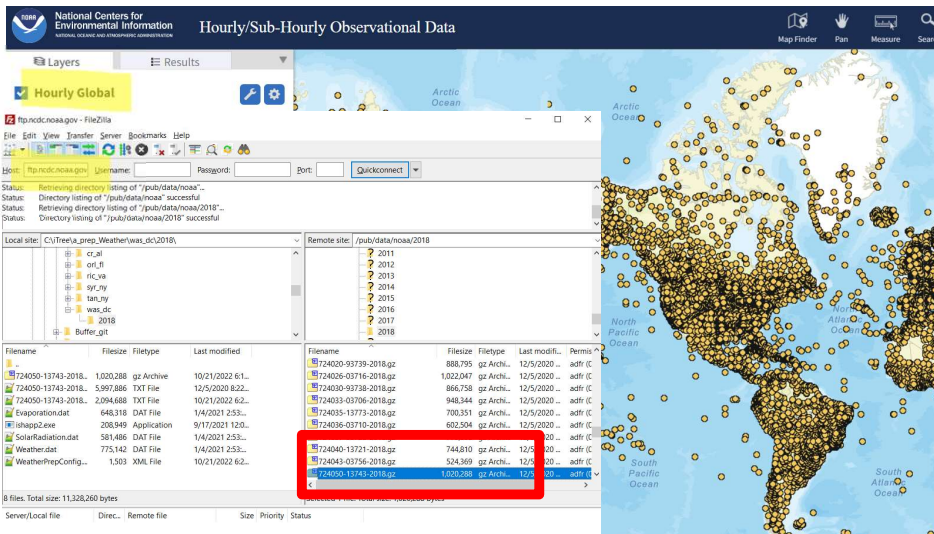 NOAA
National Centers for
Environmental Information
NATIONAL OCEANIC AND ATMOSPHERIC ADMINISTRATION
Hourly/Sub-Hourly Observational Data
Map Finder Pan Measure Sear
Layers Results
Hourly Global
Arctic
Ocean
Arctic
Ocean
ftp.ncdc.noaa.gov - FileZilla
File Edit View Transfer Server Bookmarks Help
Host: ftp.ncdc.noaa.gov Username: Password: Port: Quickconnect
Status: Retrieving directory listing of "/pub/data/noaa"...
Status: Directory listing of "/pub/data/noaa" successful
Status: Retrieving directory listing of "/pub/data/noaa/2018"...
Status: Directory listing of "/pub/data/noaa/2018" successful
Local site: C:\iTree\a_prep_Weather\was_dc\2018\ Remote site: /pub/data/noaa/2018
cr_al
orl_fl
ric_va
syr_ny
tan_ny
was_dc
2018
Buffer_git
2011
2012
2013
2014
2015
2016
2017
2018
Filename Filesize Filetype Last modified
..
724050-13743-2018... 1,020,288 gz Archive 10/21/2022 6:1...
724050-13743-2018... 5,997,886 TXT File 12/5/2020 8:22...
724050-13743-2018... 2,094,688 TXT File 10/21/2022 6:2...
Evaporation.dat 648,318 DAT File 1/4/2021 2:53:...
ishapp2.exe 208,949 Application 9/17/2021 12:0...
SolarRadiation.dat 581,486 DAT File 1/4/2021 2:53:...
Weather.dat 775,142 DAT File 1/4/2021 2:53:...
WeatherPrepConfig.... 1,503 XML File 10/21/2022 6:2...
8 files. Total size: 11,328,260 bytes
Filename Filesize Filetype Last modifi... Permis
724020-93739-2018.gz 888,795 gz Archi... 12/5/2020 ... adfr (C
724026-03716-2018.gz 1,022,047 gz Archi... 12/5/2020 ... adfr (C
724030-93738-2018.gz 866,758 gz Archi... 12/5/2020 ... adfr (C
724033-03706-2018.gz 948,344 gz Archi... 12/5/2020 ... adfr (C
724035-13773-2018.gz 700,351 gz Archi... 12/5/2020 ... adfr (C
724036-03710-2018.gz 602,504 gz Archi... 12/5/2020 ... adfr (C
724040-13721-2018.gz 744,810 gz Archi... 12/5/2020 ... adfr (C
724043-03756-2018.gz 524,369 gz Archi... 12/5/2020 ... adfr (C
724050-13743-2018.gz 1,020,288 gz Archi... 12/5/2020 ... adfr (C
Server/Local file Direc... Remote file Size Priority Status
North
Pacific
Ocean
North
Atlantic
Ocean
South
Pacific
Ocean
South
Atlantic
Ocean